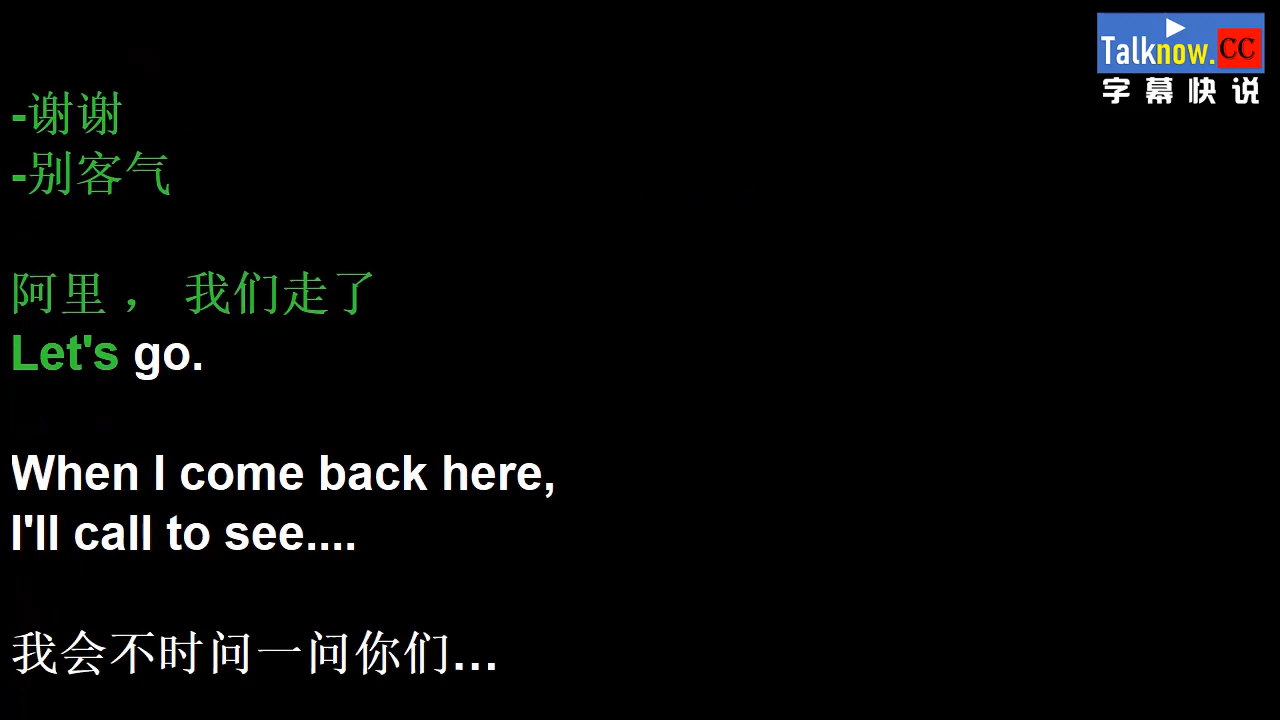 Talknow.CC
字幕快说
-谢谢
-别客气
阿里， 我们走了
Let's go.
When I come back here,
I'll call to see....
我会不时问一问你们...